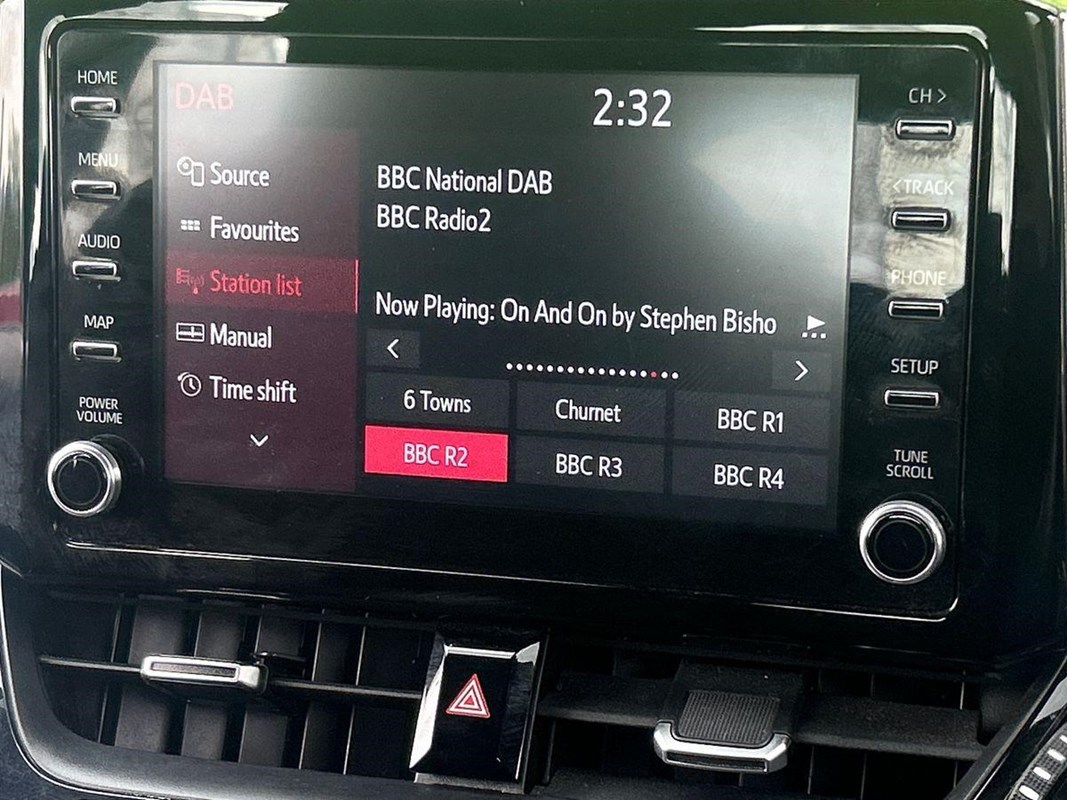 HOME
MENU
AUDIO
MAP
POWER
VOLUME
DAB
2:32
Source
Favourites
Station list
Manual
Time shift
BBC National DAB
BBC Radio2
Now Playing: On And On by Stephen Bisho
6 Towns
Churnet
BBC R1
BBC R2
BBC R3
BBC R4
CH >
< TRACK
PHONE
SETUP
TUNE
SCROLL